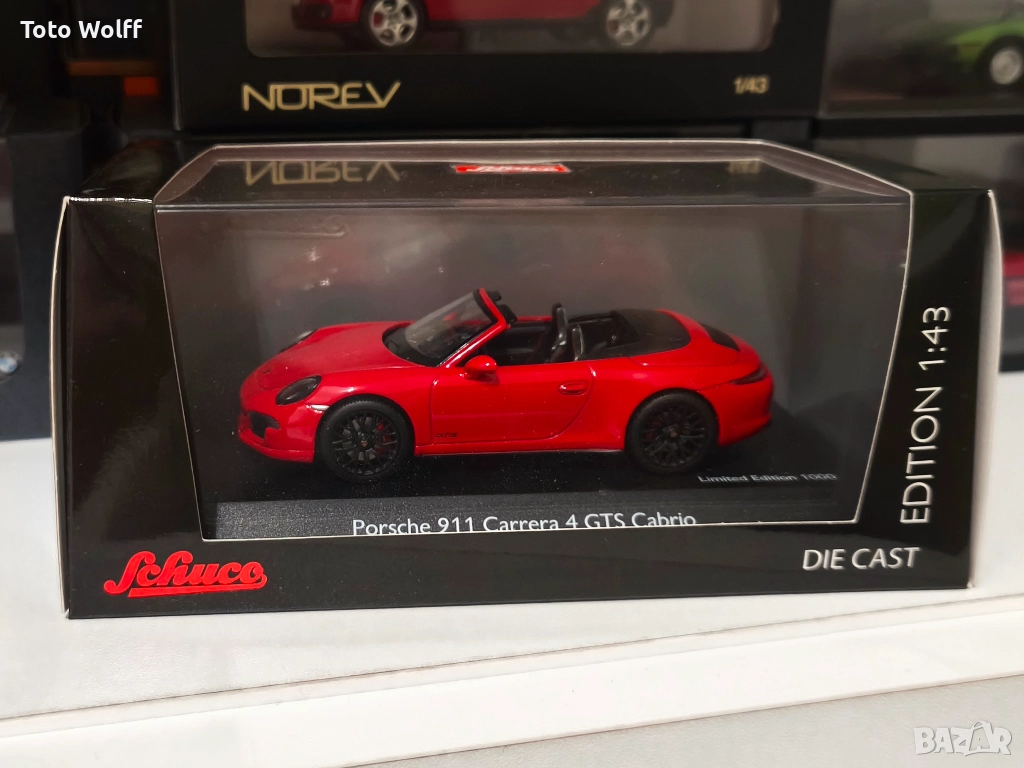 Toto Wolff
NOREV
1/43
NOREV
Schuco
EDITION 1:43
Limited Edition 1000
Porsche 911 Carrera 4 GTS Cabrio
Schuco
DIE CAST
BAZAR